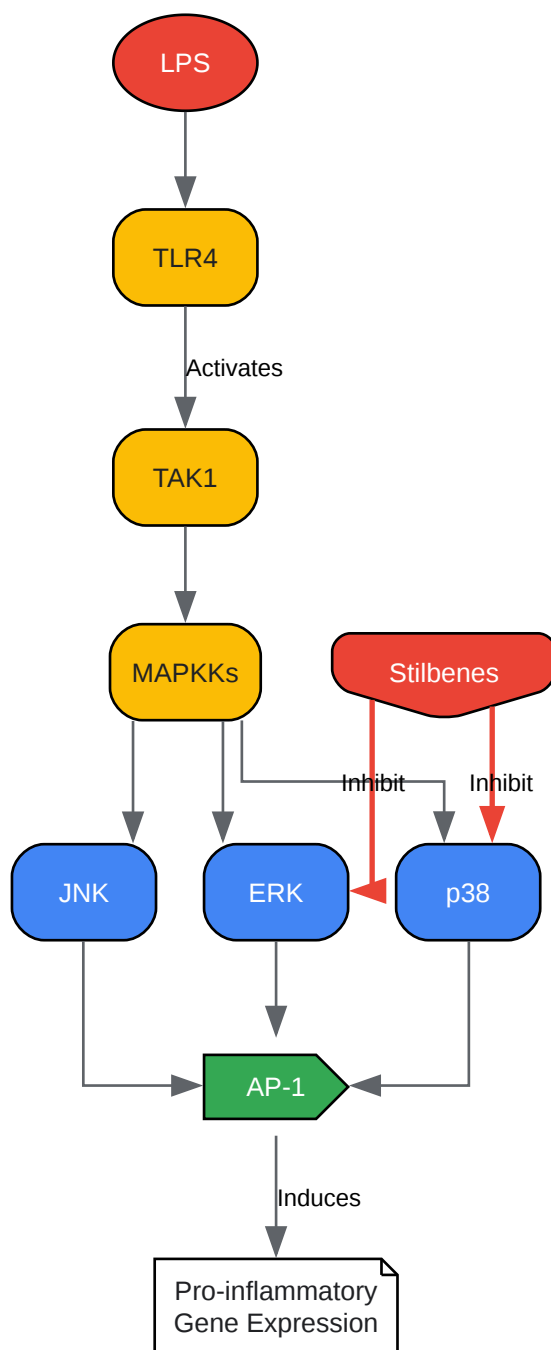 LPS
TLR4
Activates
TAK1
MAPKKs
Stilbenes
Inhibit
Inhibit
JNK
ERK
p38
AP-1
Induces
Pro-inflammatory
Gene Expression